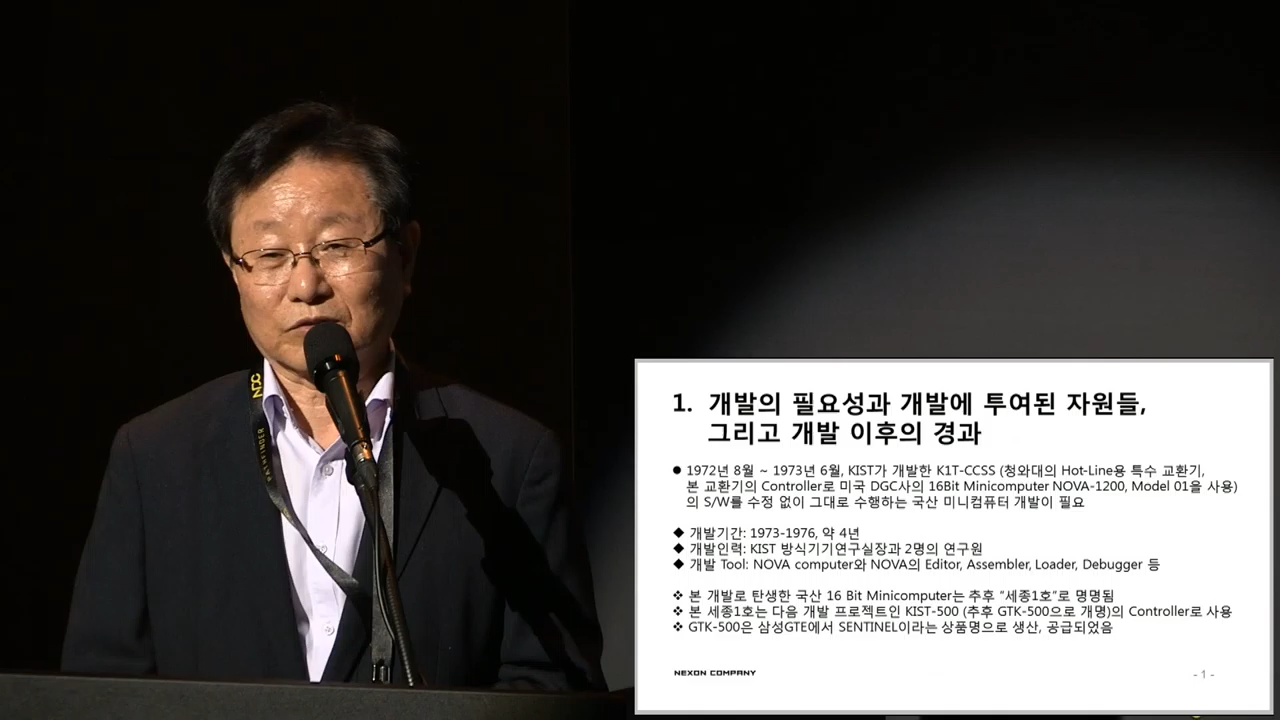 NDC
PARTNER
1. 개발의 필요성과 개발에 투여된 자원들,
그리고 개발 이후의 경과
● 1972년 8월 ~ 1973년 6월, KIST가 개발한 K1T-CCSS (청와대의 Hot-Line용 특수 교환기,
본 교환기의 Controller로 미국 DGC사의 16Bit Minicomputer NOVA-1200, Model 01을 사용)
의 S/W를 수정 없이 그대로 수행하는 국산 미니컴퓨터 개발이 필요
◆ 개발기간: 1973-1976, 약 4년
◆ 개발인력: KIST 방식기기연구실장과 2명의 연구원
◆ 개발 Tool: NOVA computer와 NOVA의 Editor, Assembler, Loader, Debugger 등
❖ 본 개발로 탄생한 국산 16 Bit Minicomputer는 추후 “세종1호”로 명명됨
❖ 본 세종1호는 다음 개발 프로젝트인 KIST-500 (추후 GTK-500으로 개명)의 Controller로 사용
❖ GTK-500은 삼성GTE에서 SENTINEL이라는 상품명으로 생산, 공급되었음
NEXON COMPANY
- 1 -